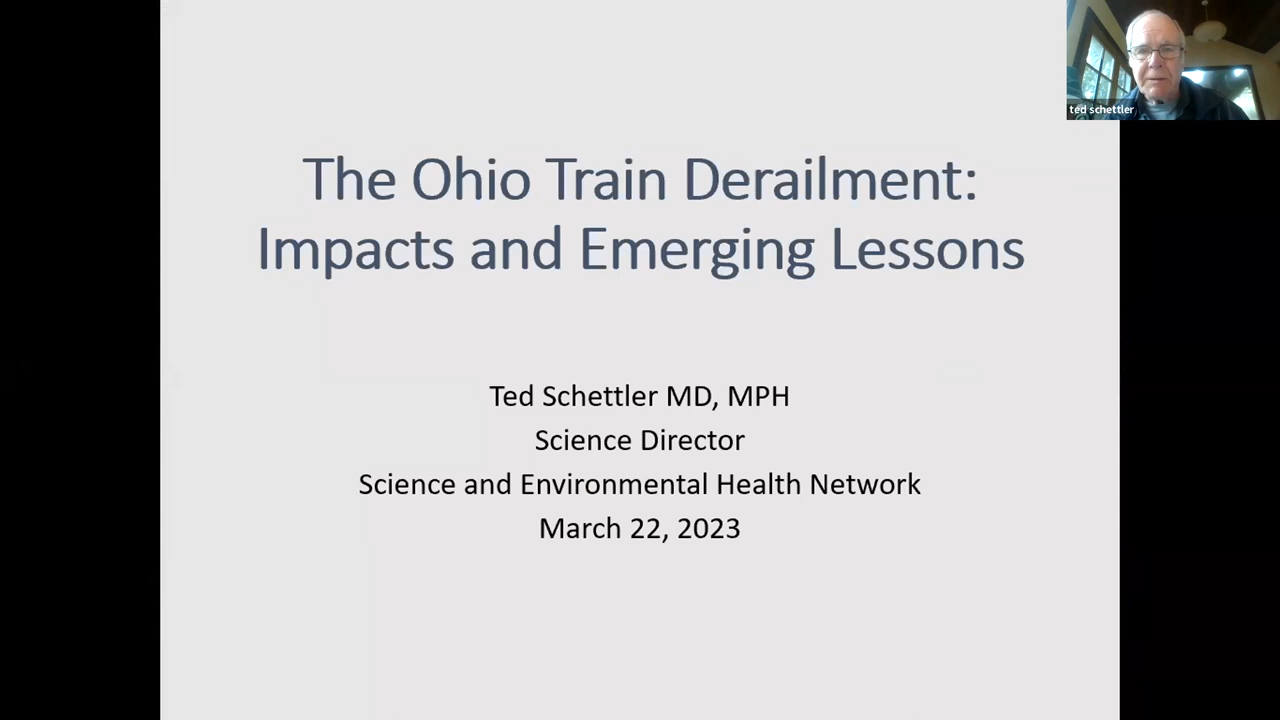 ted schettler
The Ohio Train Derailment:
Impacts and Emerging Lessons
Ted Schettler MD, MPH
Science Director
Science and Environmental Health Network
March 22, 2023